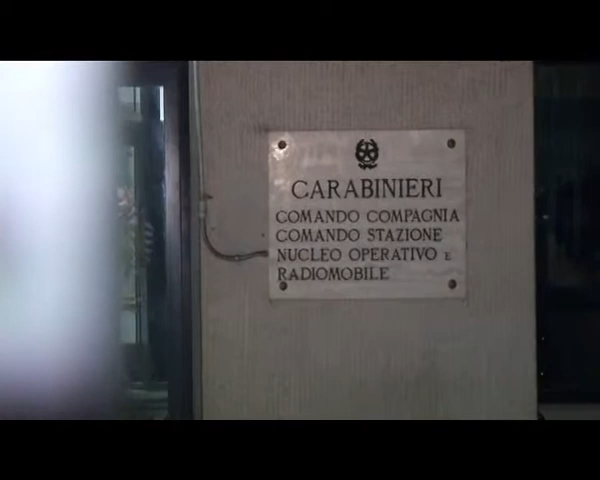 CARABINIERI
COMANDO COMPAGNIA
COMANDO STAZIONE
NUCLEO OPERATIVO E
RADIOMOBILE